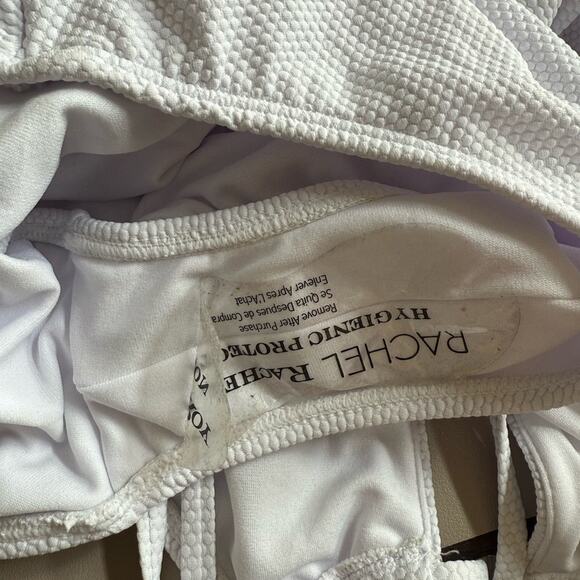 RACHEL RACHE
HYGIENIC PROTEC
Remove After Purchase
Se Quita Despues de Compra
Enlever Apres L'Achat